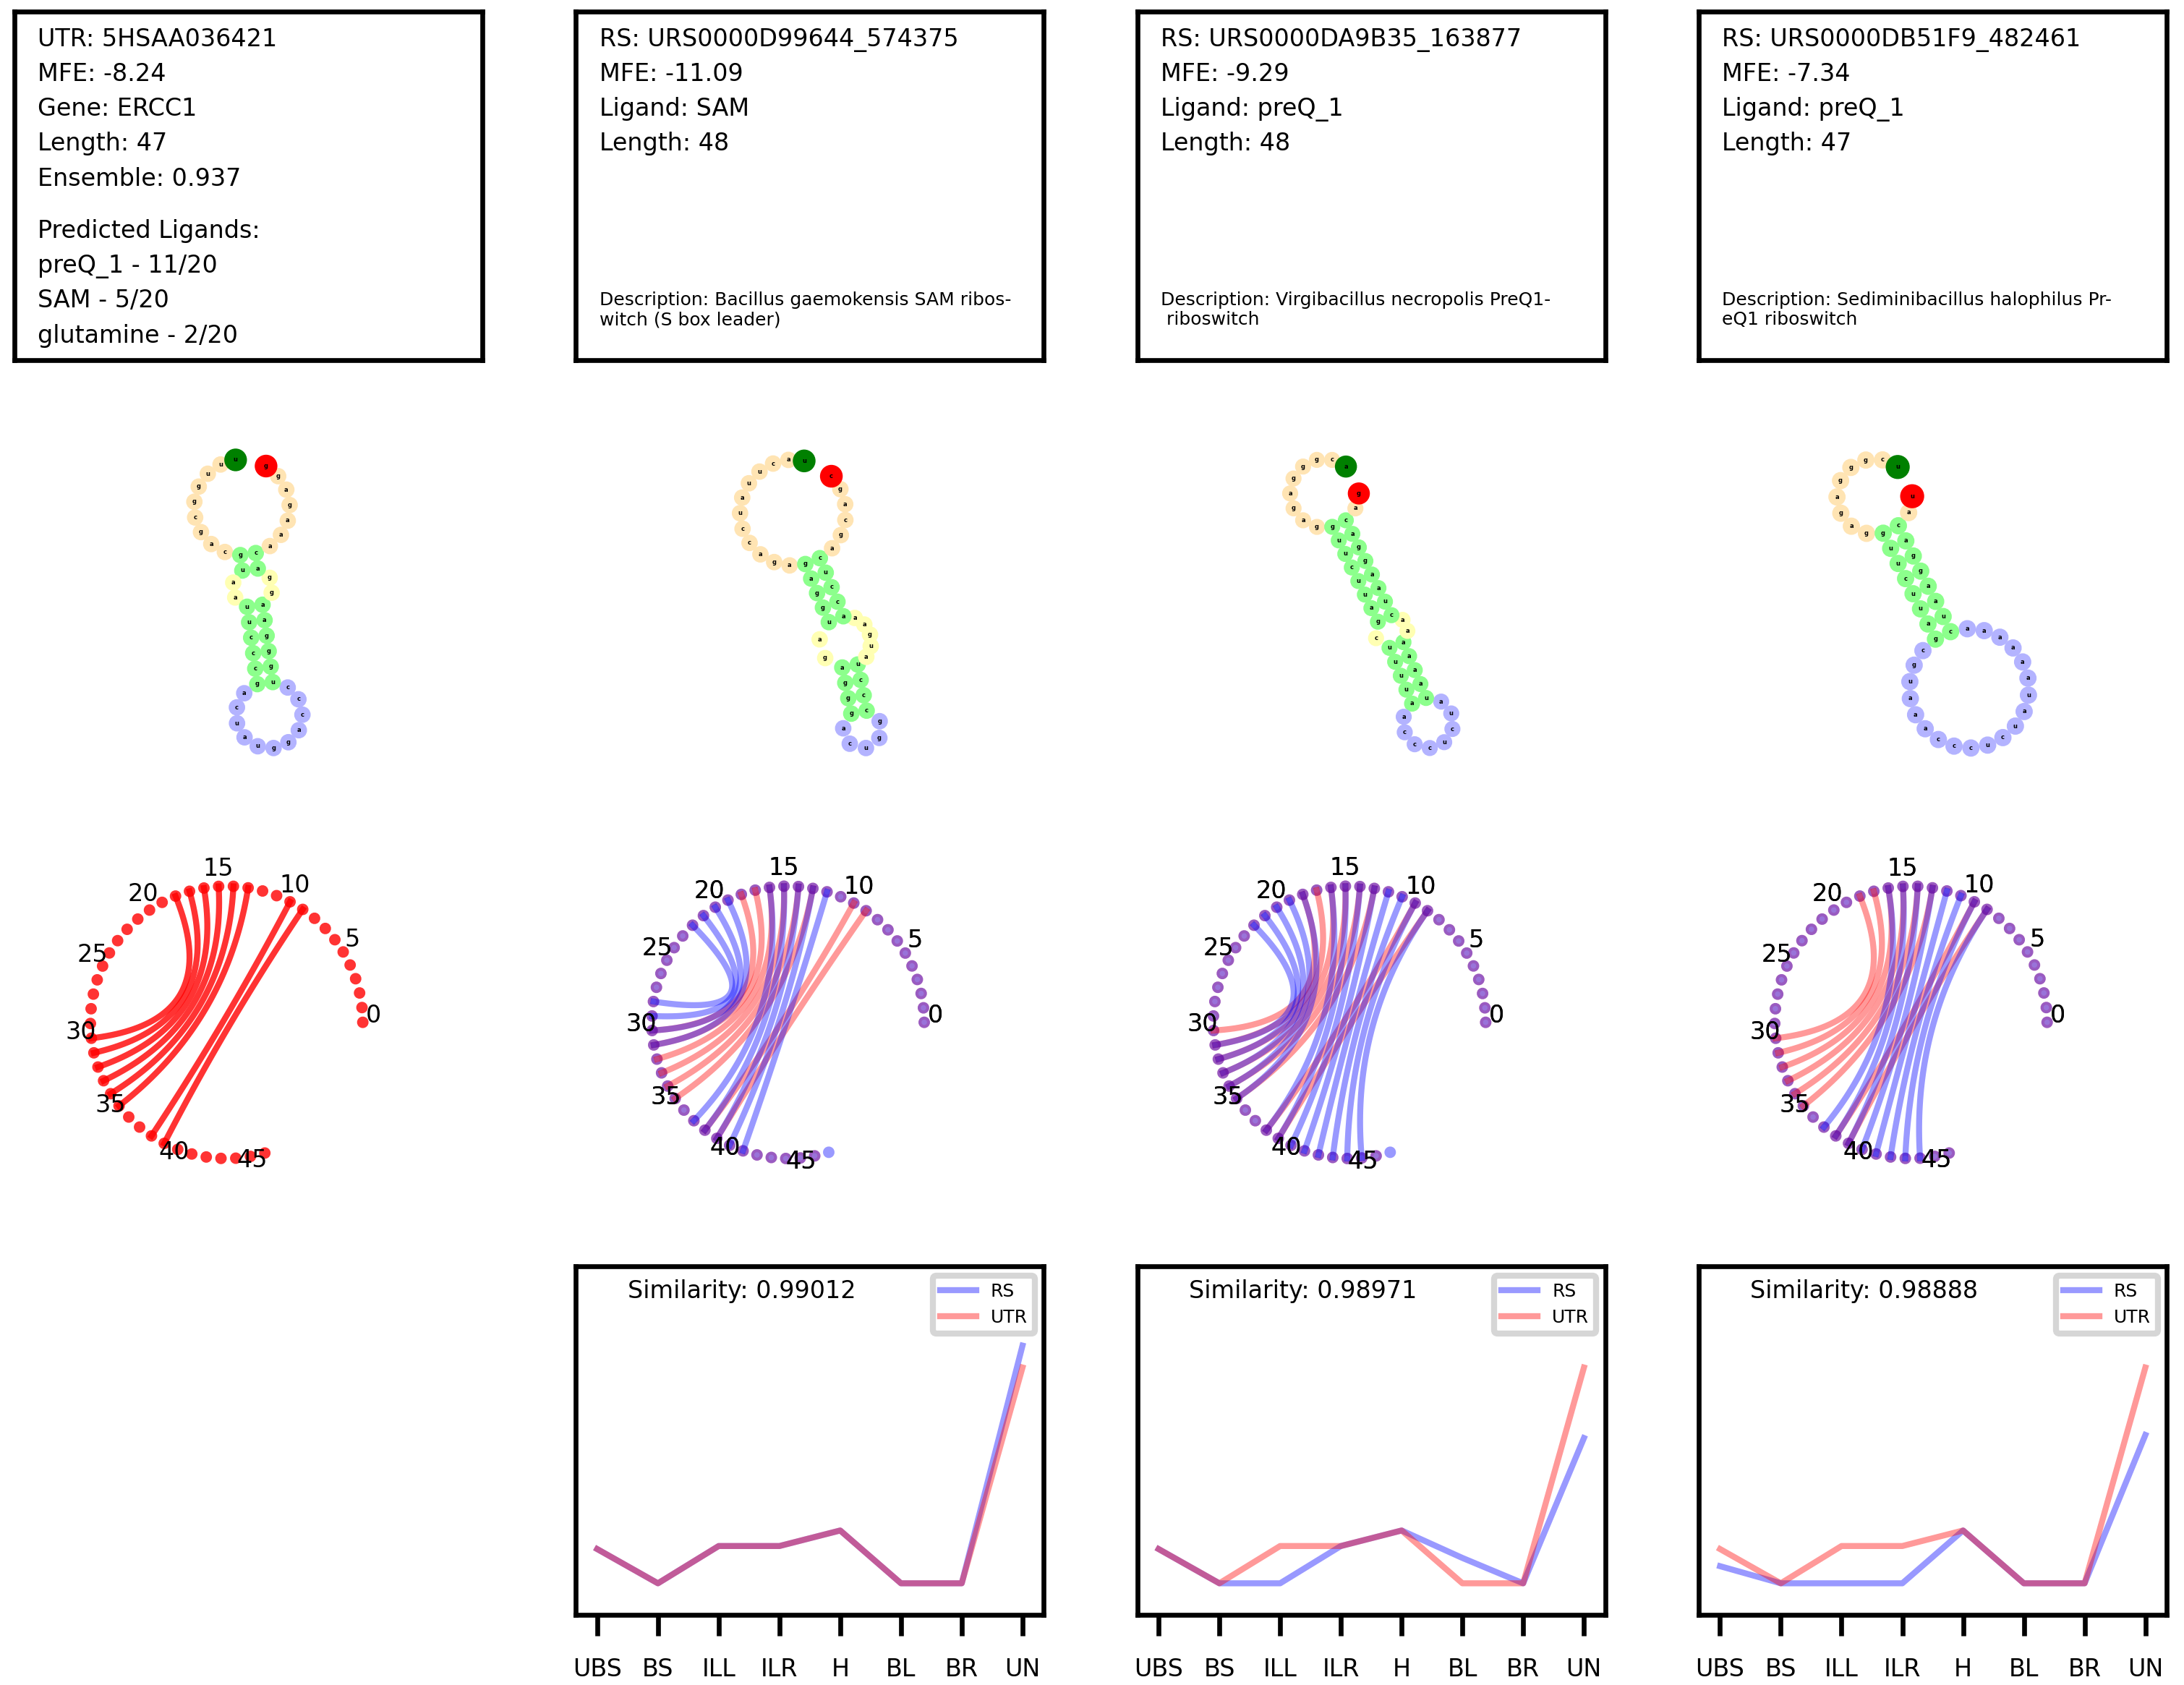 UTR: 5HSAA036421
MFE: -8.24
Gene: ERCC1
Length: 47
Ensemble: 0.937
Predicted Ligands:
preQ_1 - 11/20
SAM - 5/20
glutamine - 2/20
RS: URS0000D99644_574375
MFE: -11.09
Ligand: SAM
Length: 48
Description: Bacillus gaemokensis SAM ribos-
witch (S box leader)
RS: URS0000DA9B35_163877
MFE: -9.29
Ligand: preQ_1
Length: 48
Description: Virgibacillus necropolis PreQ1-
riboswitch
RS: URS0000DB51F9_482461
MFE: -7.34
Ligand: preQ_1
Length: 47
Description: Sediminibacillus halophilus Pr-
eQ1 riboswitch
0
5
10
15
20
25
30
35
40
45
0
5
10
15
20
25
30
35
40
45
0
5
10
15
20
25
30
35
40
45
0
5
10
15
20
25
30
35
40
45
Similarity: 0.99012
RS
UTR
UBS BS ILL ILR H BL BR UN
Similarity: 0.98971
RS
UTR
UBS BS ILL ILR H BL BR UN
Similarity: 0.98888
RS
UTR
UBS BS ILL ILR H BL BR UN